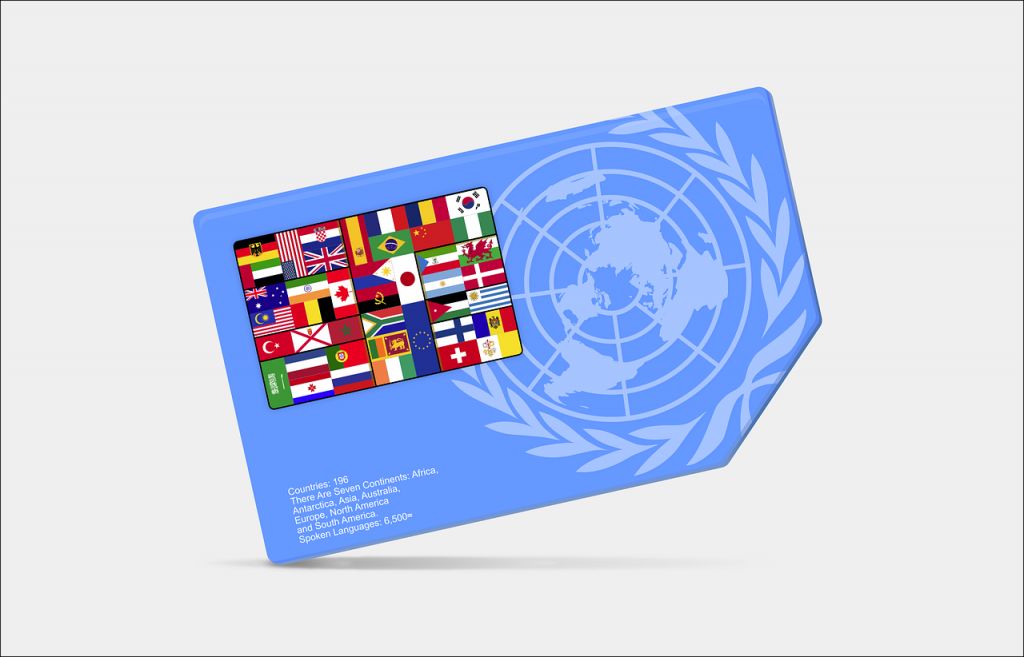 Countries: 196
There Are Seven Continents: Africa,
Antarctica, Asia, Australia,
Europe, North America
and South America.
Spoken Languages: 6,500≈